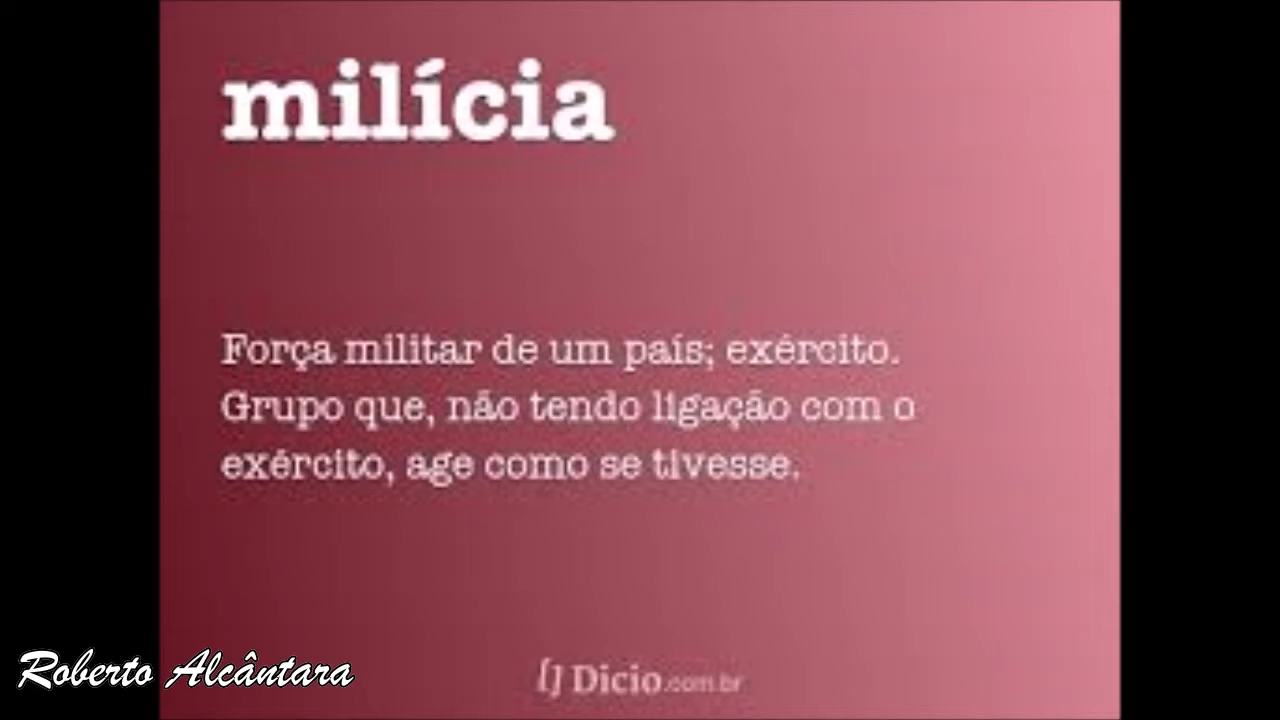 milícia
Força militar de um país; exército.
Grupo que, não tendo ligação com o
exército, age como se tivesse.
Dicio.com.br
Roberto Alcântara